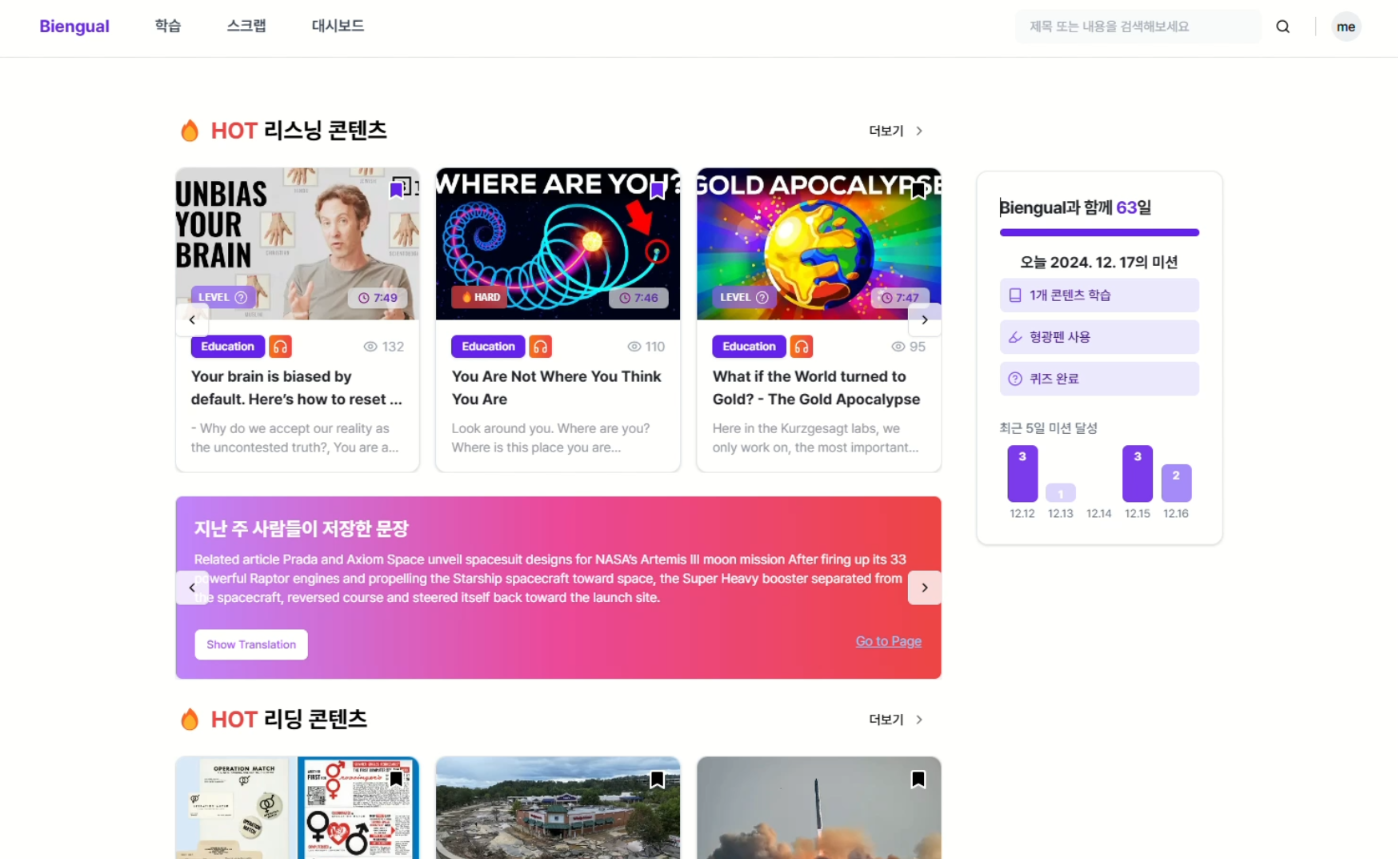 Biengual
학습
스크랩
대시보드
제목 또는 내용을 검색해보세요
me
HOT 리스닝 콘텐츠
더보기
UNBIAS
YOUR
BRAIN
LEVEL
7:49
Education
132
Your brain is biased by
default. Here's how to reset ...
- Why do we accept our reality as
the uncontested truth?, You are a...
WHERE ARE YOU?
HARD
7:46
Education
110
You Are Not Where You Think
You Are
Look around you. Where are you?
Where is this place you are...
GOLD APOCALYPSE
LEVEL
7:47
Education
95
What if the World turned to
Gold? - The Gold Apocalypse
Here in the Kurzgesagt labs, we
only work on, the most important...
Biengual과 함께 63일
오늘 2024. 12. 17의 미션
1개 콘텐츠 학습
형광펜 사용
퀴즈 완료
최근 5일 미션 달성
3
1
3
2
12.12
12.13
12.14
12.15
12.16
지난 주 사람들이 저장한 문장
Related article Prada and Axiom Space unveil spacesuit designs for NASA's Artemis III moon mission After firing up its 33
powerful Raptor engines and propelling the Starship spacecraft toward space, the Super Heavy booster separated from
the spacecraft, reversed course and steered itself back toward the launch site.
Show Translation
Go to Page
HOT 리딩 콘텐츠
더보기
OPERATION MATCH
OPERATION
MATCH